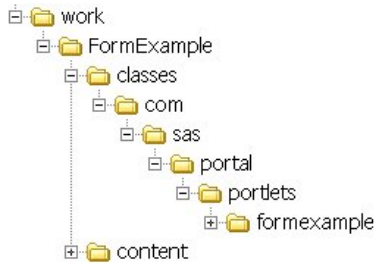 work
FormExample
classes
com
sas
portal
portlets
formexample
content